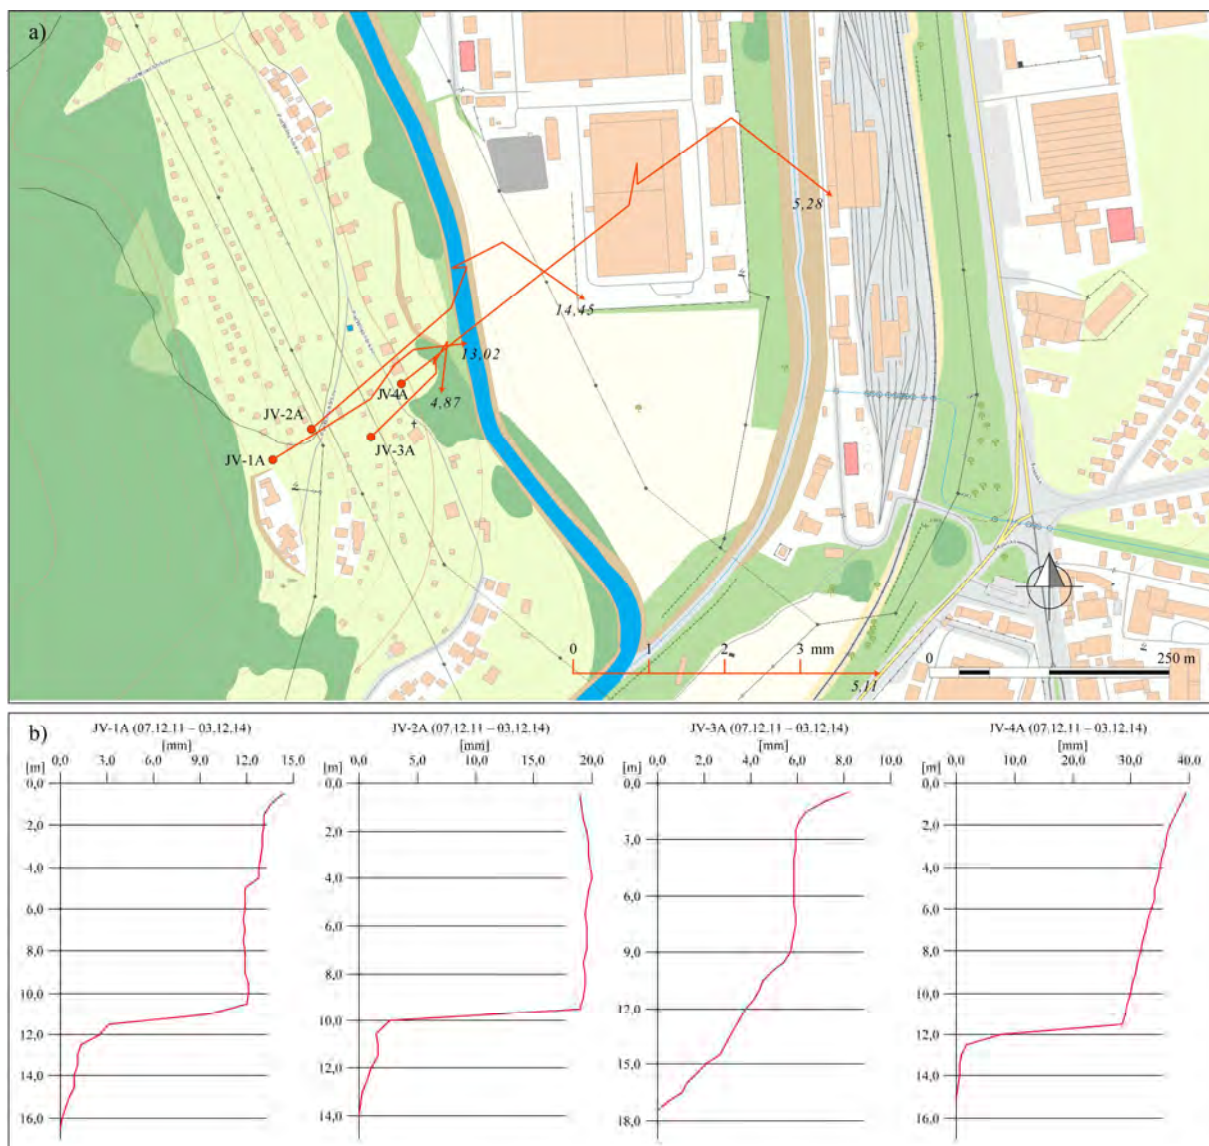 a)
5,28
14,45
13,02
JV-4A
4,87
JV-2A
JV-3A
JV-1A
0 1 2 3 mm
0 250 m
5,11
b)
JV-1A (07.12.11 – 03.12.14)
[mm]
[m]
0,0 3,0 6,0 9,0 12,0 15,0
0,0
2,0
4,0
6,0
8,0
10,0
12,0
14,0
16,0
JV-2A (07.12.11 – 03.12.14)
[mm]
[m]
0,0 5,0 10,0 15,0 20,0
0,0
2,0
4,0
6,0
8,0
10,0
12,0
14,0
JV-3A (07.12.11 – 03.12.14)
[mm]
[m]
0,0 2,0 4,0 6,0 8,0 10,0
0,0
3,0
6,0
9,0
12,0
15,0
18,0
JV-4A (07.12.11 – 03.12.14)
[mm]
[m]
0,0 10,0 20,0 30,0 40,0
0,0
2,0
4,0
6,0
8,0
10,0
12,0
14,0
16,0